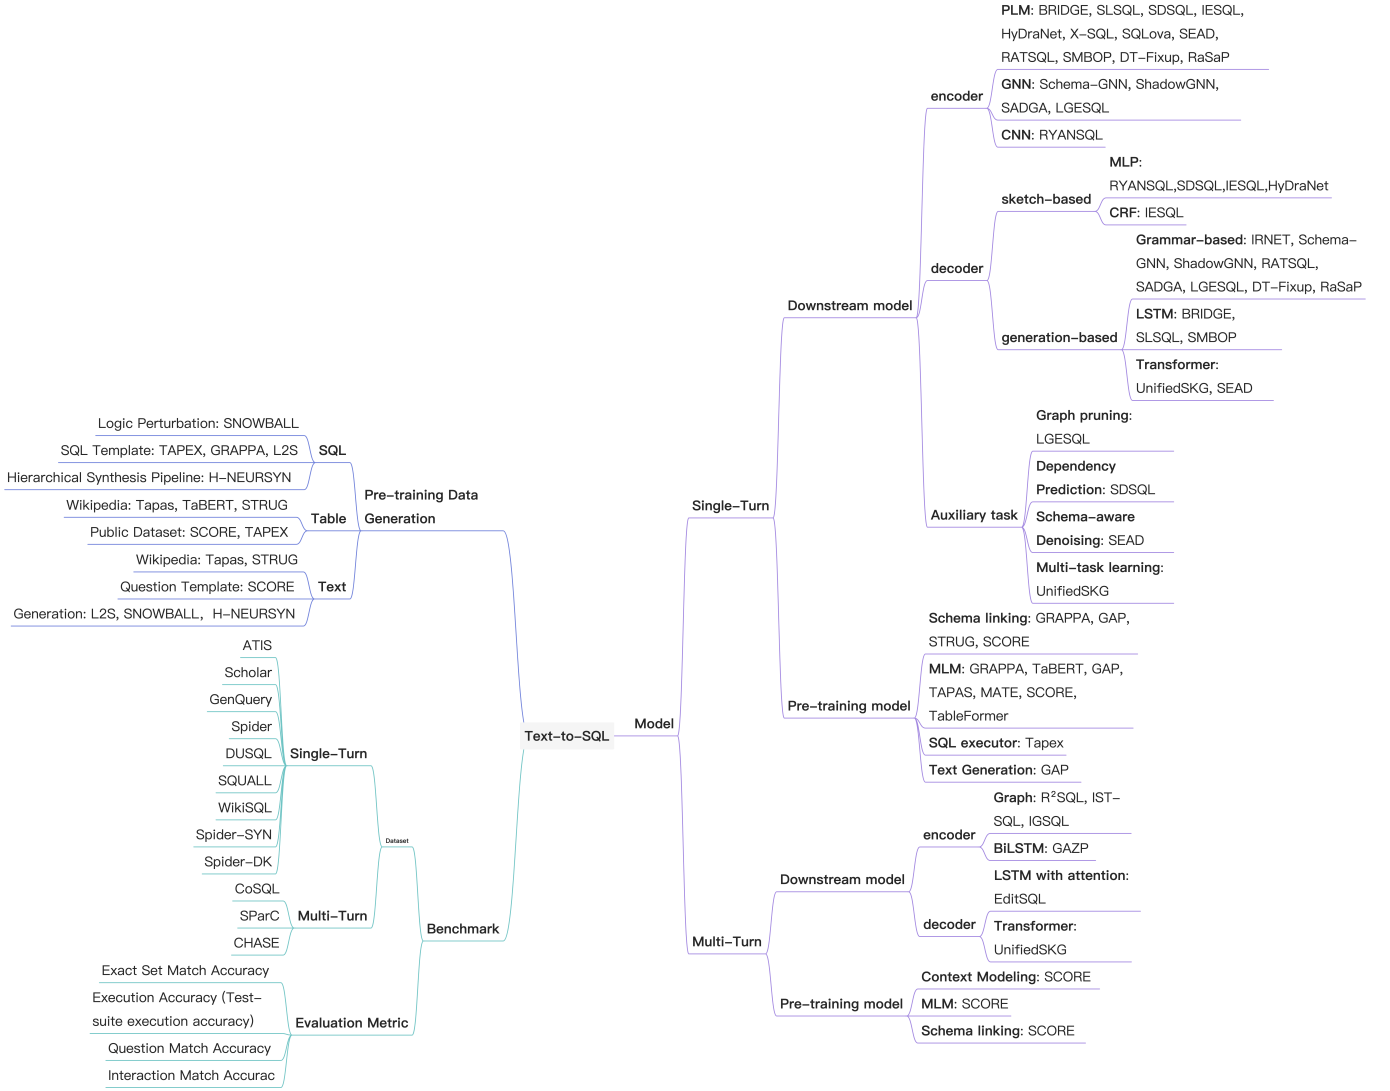 Text-to-SQL
Pre-training Data
Generation
SQL
Logic Perturbation: SNOWBALL
SQL Template: TAPEX, GRAPPA, L2S
Hierarchical Synthesis Pipeline: H-NEURSYN
Table
Wikipedia: Tapas, TaBERT, STRUG
Public Dataset: SCORE, TAPEX
Text
Wikipedia: Tapas, STRUG
Question Template: SCORE
Generation: L2S, SNOWBALL, H-NEURSYN
Benchmark
Dataset
Single-Turn
ATIS
Scholar
GenQuery
Spider
DUSQL
SQUALL
WikiSQL
Spider-SYN
Spider-DK
Multi-Turn
CoSQL
SParC
CHASE
Evaluation Metric
Exact Set Match Accuracy
Execution Accuracy (Test-
suite execution accuracy)
Question Match Accuracy
Interaction Match Accurac
Model
Single-Turn
Downstream model
encoder
PLM: BRIDGE, SLSQL, SDSQL, IESQL,
HyDraNet, X-SQL, SQLova, SEAD,
RATSQL, SMBOP, DT-Fixup, RaSaP
GNN: Schema-GNN, ShadowGNN,
SADGA, LGESQL
CNN: RYANSQL
decoder
sketch-based
MLP:
RYANSQL,SDSQL,IESQL,HyDraNet
CRF: IESQL
generation-based
Grammar-based: IRNET, Schema-
GNN, ShadowGNN, RATSQL,
SADGA, LGESQL, DT-Fixup, RaSaP
LSTM: BRIDGE,
SLSQL, SMBOP
Transformer:
UnifiedSKG, SEAD
Auxiliary task
Graph pruning:
LGESQL
Dependency
Prediction: SDSQL
Schema-aware
Denoising: SEAD
Multi-task learning:
UnifiedSKG
Pre-training model
Schema linking: GRAPPA, GAP,
STRUG, SCORE
MLM: GRAPPA, TaBERT, GAP,
TAPAS, MATE, SCORE,
TableFormer
SQL executor: Tapex
Text Generation: GAP
Multi-Turn
Downstream model
encoder
Graph: R²SQL, IST-
SQL, IGSQL
BiLSTM: GAZP
decoder
LSTM with attention:
EditSQL
Transformer:
UnifiedSKG
Pre-training model
Context Modeling: SCORE
MLM: SCORE
Schema linking: SCORE